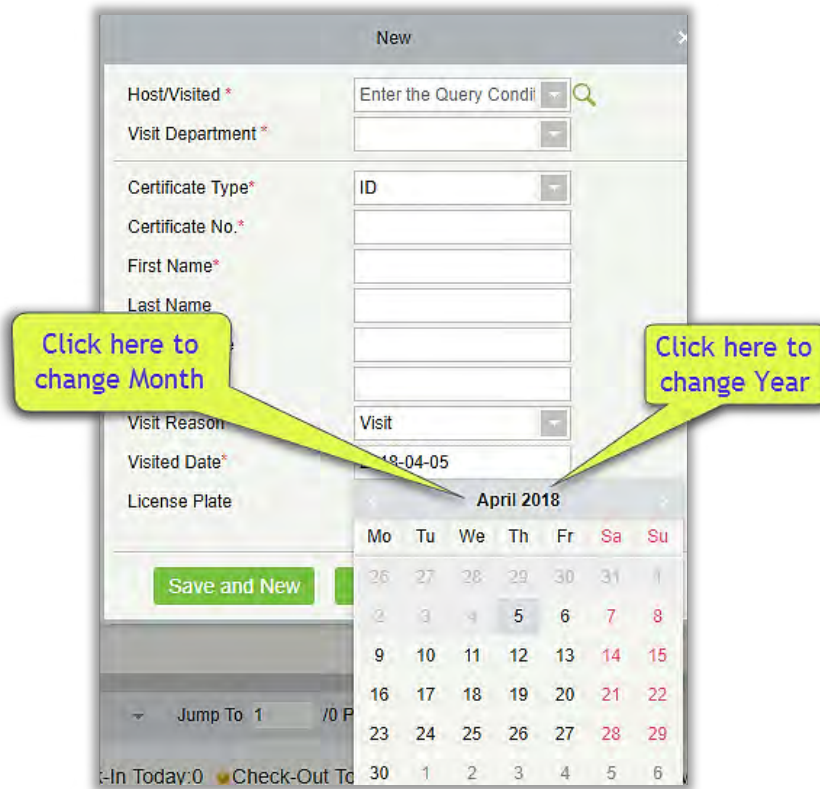 New
Host/Visited * Enter the Query Condi
Visit Department *
Certificate Type* ID
Certificate No.*
First Name*
Last Name
Click here to
change Month
Click here to
change Year
Visit Reason Visit
Visited Date* -04-05
License Plate
April 2018
Mo Tu We Th Fr Sa Su
26 27 28 29 30 31 1
2 3 4 5 6 7 8
9 10 11 12 13 14 15
16 17 18 19 20 21 22
23 24 25 26 27 28 29
30 1 2 3 4 5 6
Save and New
Jump To 1 /0 P
-In Today:0 Check-Out To